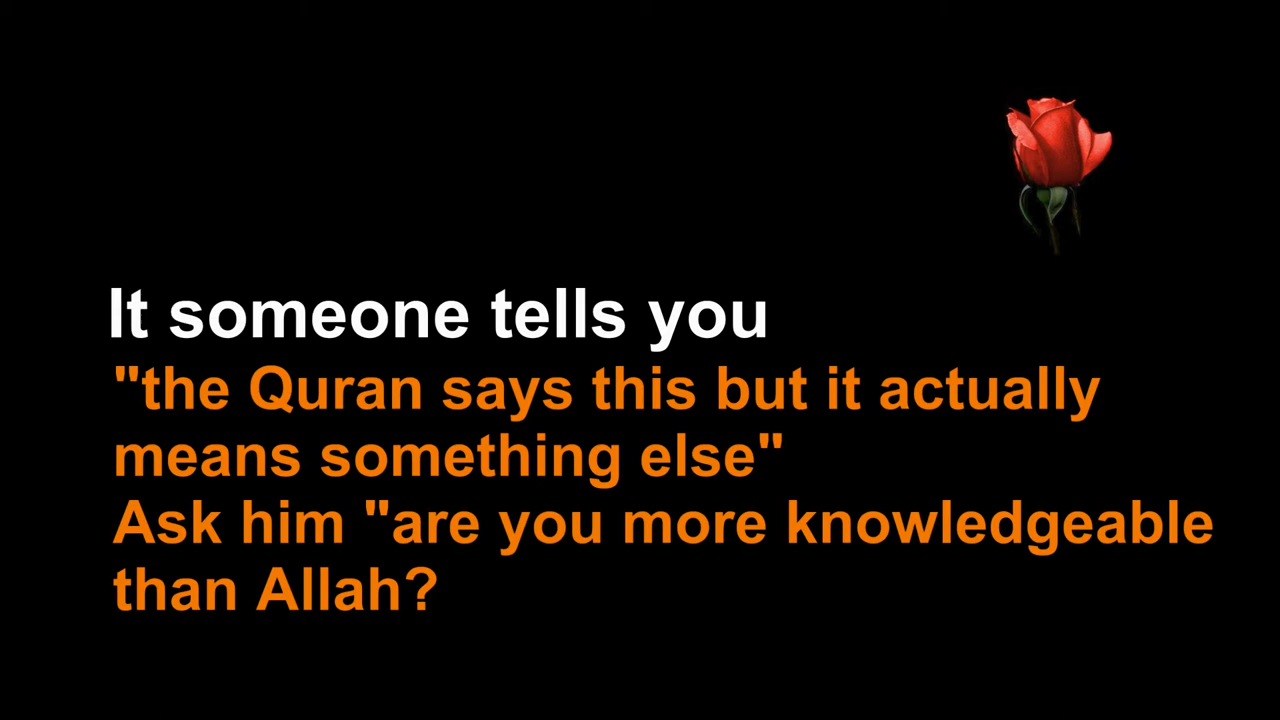 It someone tells you
"the Quran says this but it actually
means something else"
Ask him "are you more knowledgeable
than Allah?